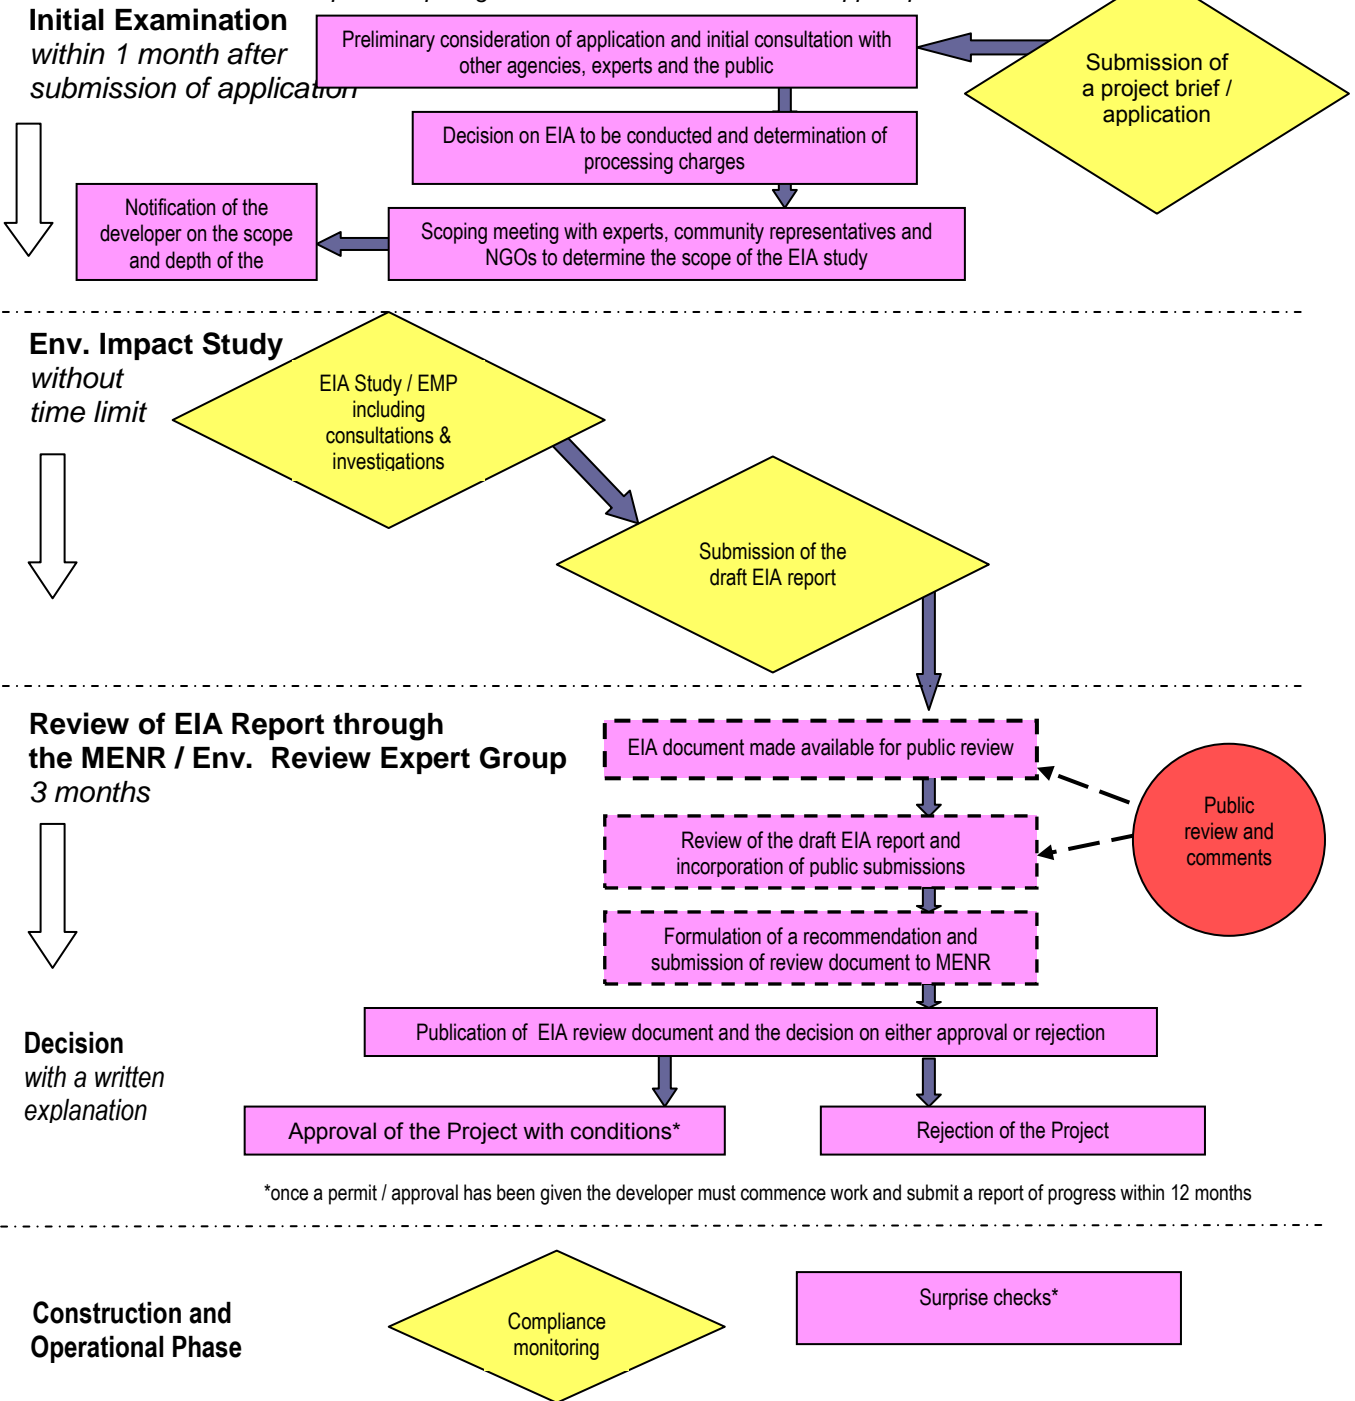 Initial Examination
within 1 month after
submission of application
Preliminary consideration of application and initial consultation with
other agencies, experts and the public
Submission of
a project brief /
application
Decision on EIA to be conducted and determination of
processing charges
Scoping meeting with experts, community representatives and
NGOs to determine the scope of the EIA study
Notification of the
developer on the scope
and depth of the
Env. Impact Study
without
time limit
EIA Study / EMP
including
consultations &
investigations
Submission of the
draft EIA report
Review of EIA Report through
the MENR / Env. Review Expert Group
3 months
EIA document made available for public review
Review of the draft EIA report and
incorporation of public submissions
Public
review and
comments
Formulation of a recommendation and
submission of review document to MENR
Decision
with a written
explanation
Publication of EIA review document and the decision on either approval or rejection
Approval of the Project with conditions*
Rejection of the Project
*once a permit / approval has been given the developer must commence work and submit a report of progress within 12 months
Construction and
Operational Phase
Compliance
monitoring
Surprise checks*